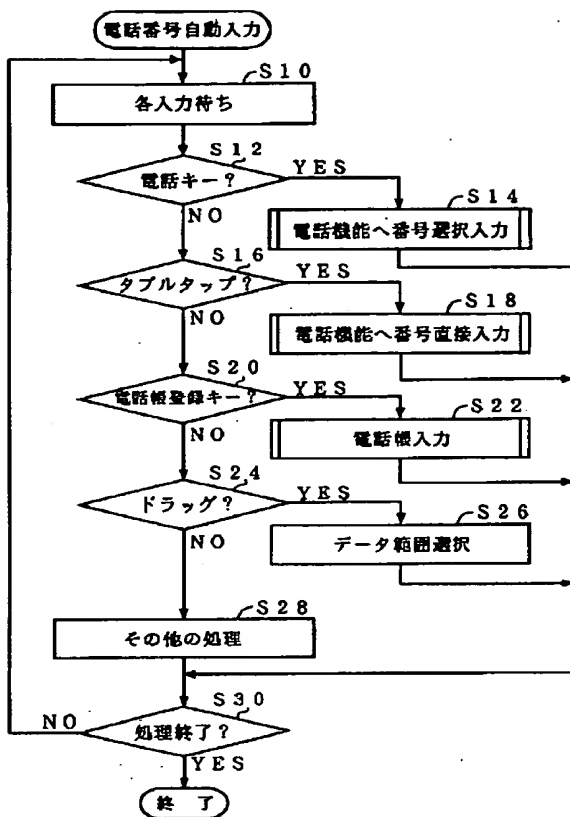 電話番号自動入力
S10
各入力待ち
S12
電話キー？
YES
NO
S14
電話機能へ番号選択入力
S16
タブルタップ？
YES
NO
S18
電話機能へ番号直接入力
S20
電話帳登録キー？
YES
NO
S22
電話帳入力
S24
ドラッグ？
YES
NO
S26
データ範囲選択
S28
その他の処理
S30
処理終了？
NO
YES
終了